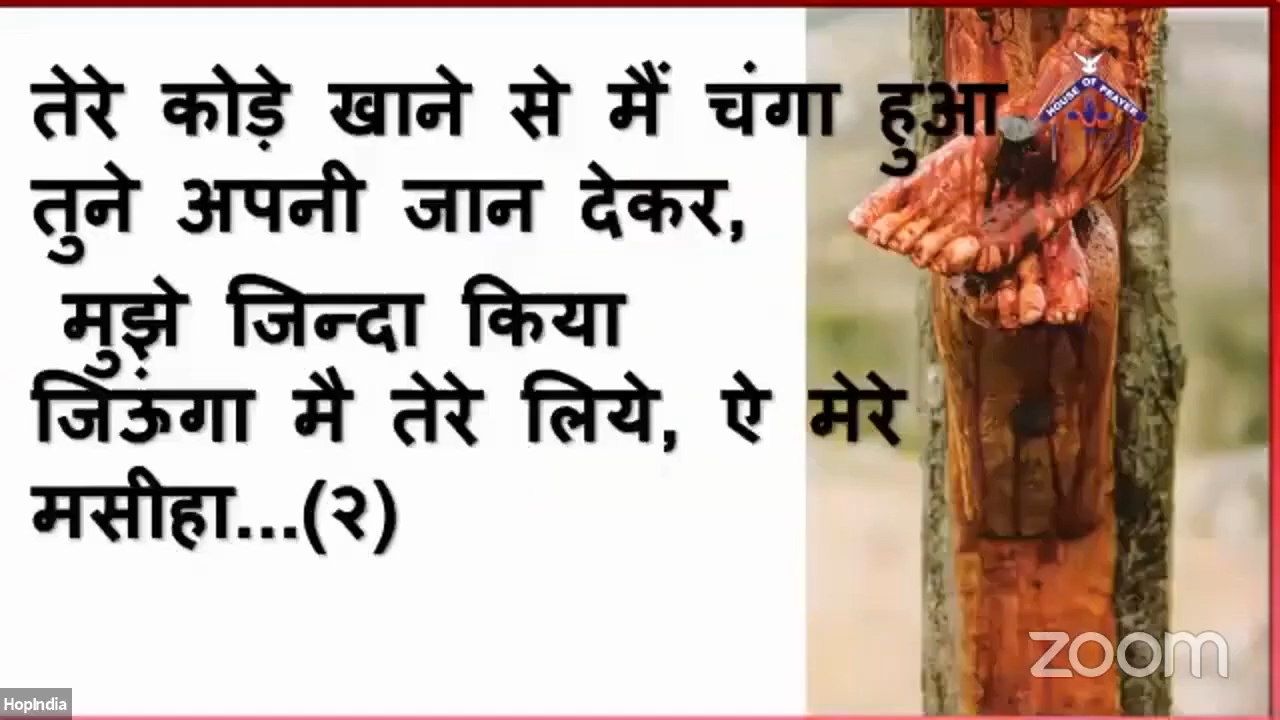 तेरे कोड़े खाने से मैं चंगा हुआ
तुने अपनी जान देकर,
मुझे जिन्दा किया
जिऊंगा मै तेरे लिये, ऐ मेरे
मसीहा...(२)
HOUSE OF PRAYER
zoom
HopIndia